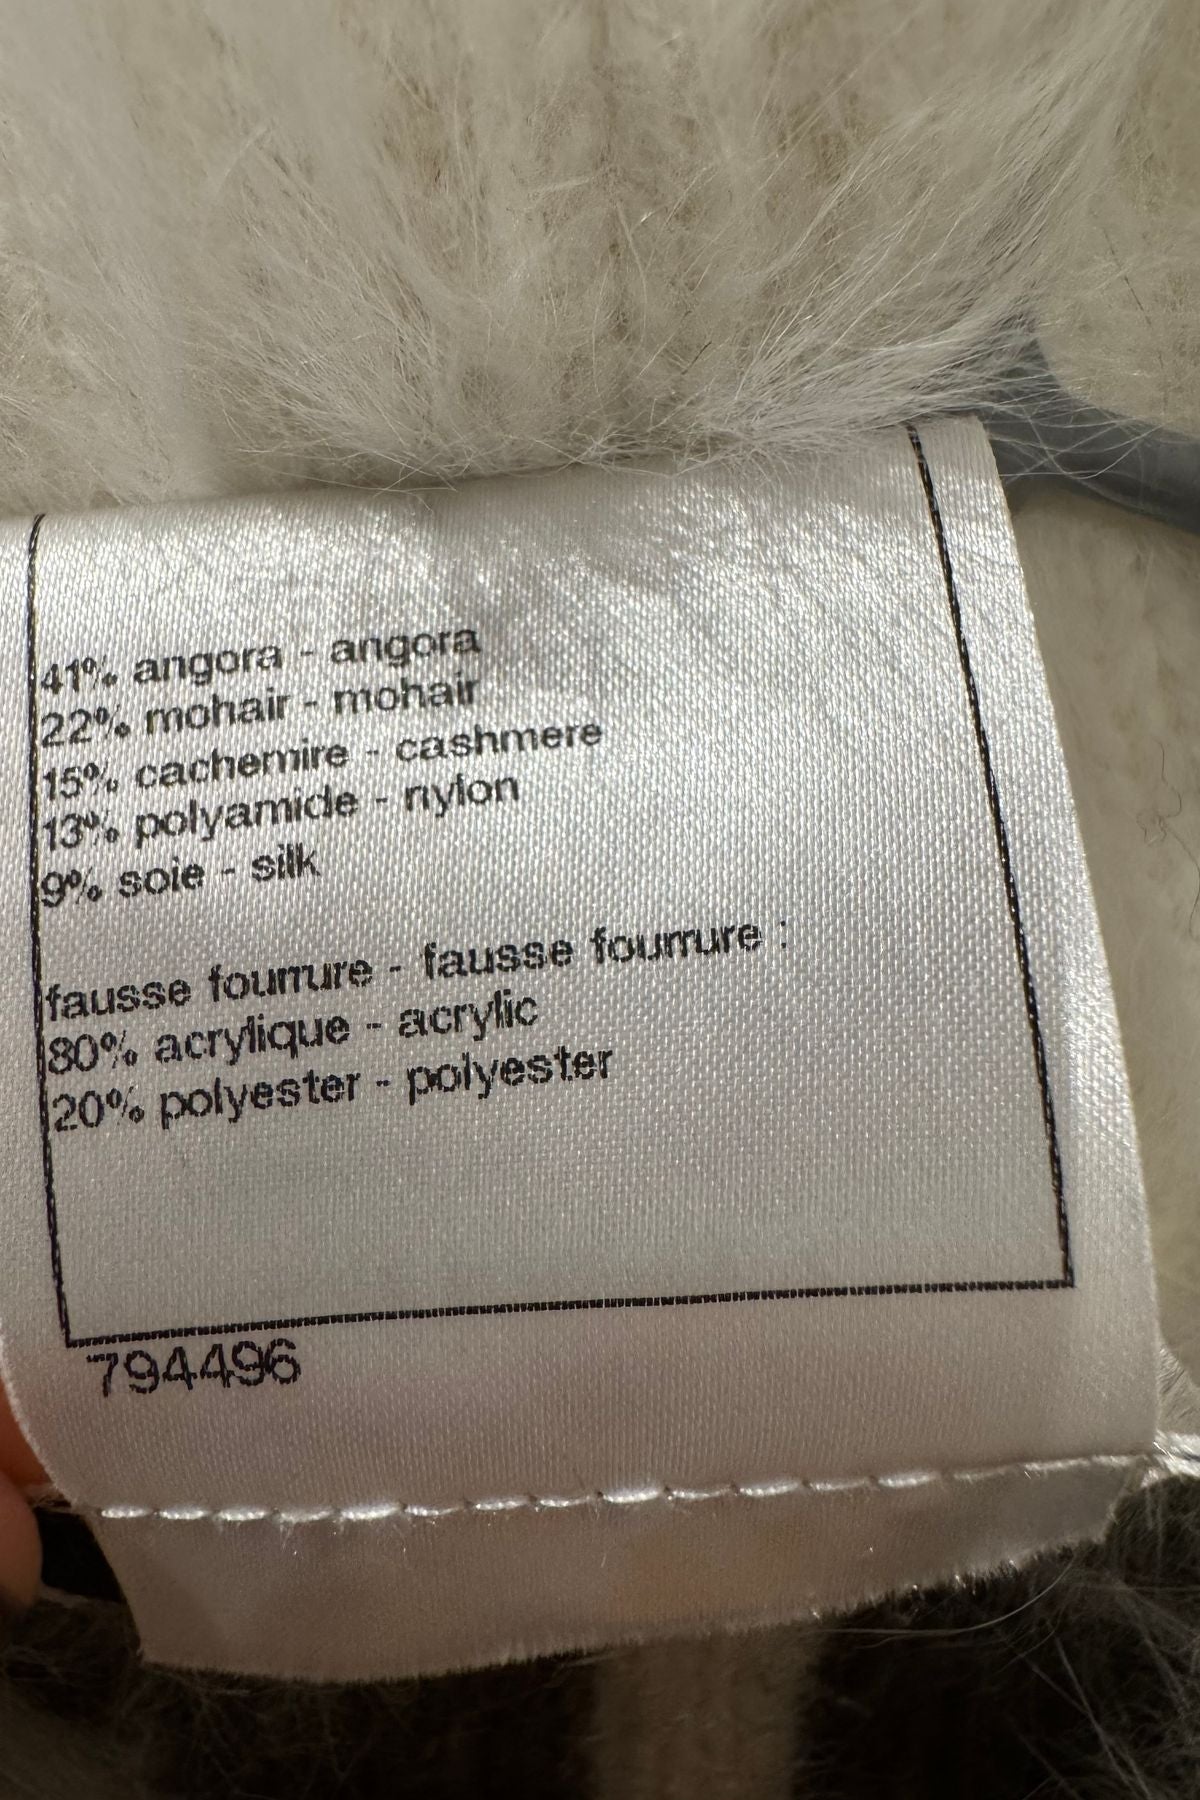 41% angora - angora
22% mohair - mohair
15% cachemire - cashmere
13% polyamide - nylon
9% soie - silk
fausse fourrure - fausse fourrure :
80% acrylique - acrylic
20% polyester - polyester
794496